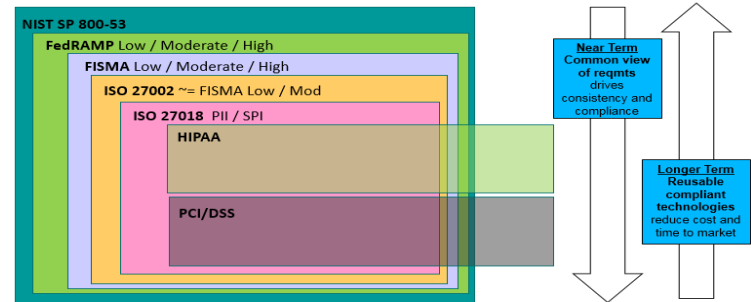 NIST SP 800-53
FedRAMP Low / Moderate / High
FISMA Low / Moderate / High
ISO 27002 ~= FISMA Low / Mod
ISO 27018 PII / SPI
HIPAA
PCI/DSS
Near Term
Common view
of reqmts
drives
consistency and
compliance
Longer Term
Reusable
compliant
technologies
reduce cost and
time to market